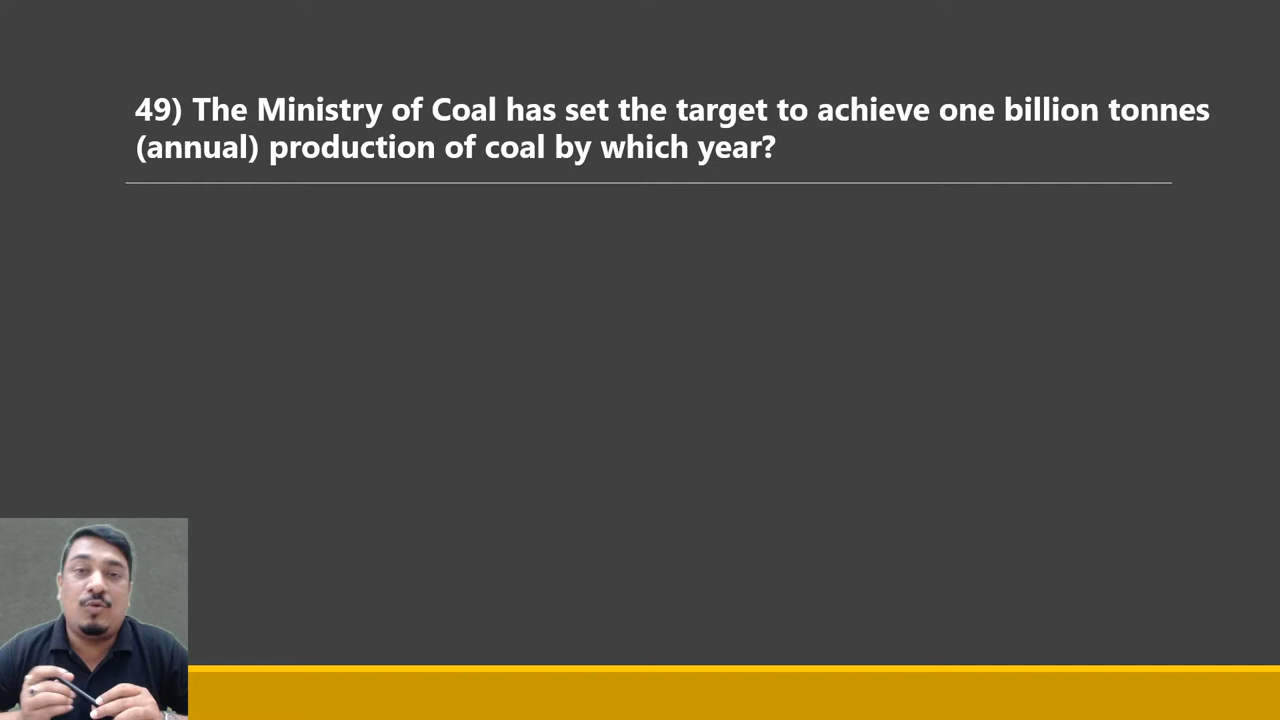 49) The Ministry of Coal has set the target to achieve one billion tonnes
(annual) production of coal by which year?